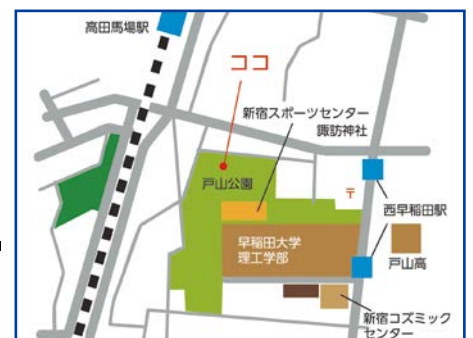 高田馬場駅
ココ
新宿スポーツセンター
諏訪神社
戸山公園
〒
西早稲田駅
早稲田大学
理工学部
戸山高
新宿コズミック
センター